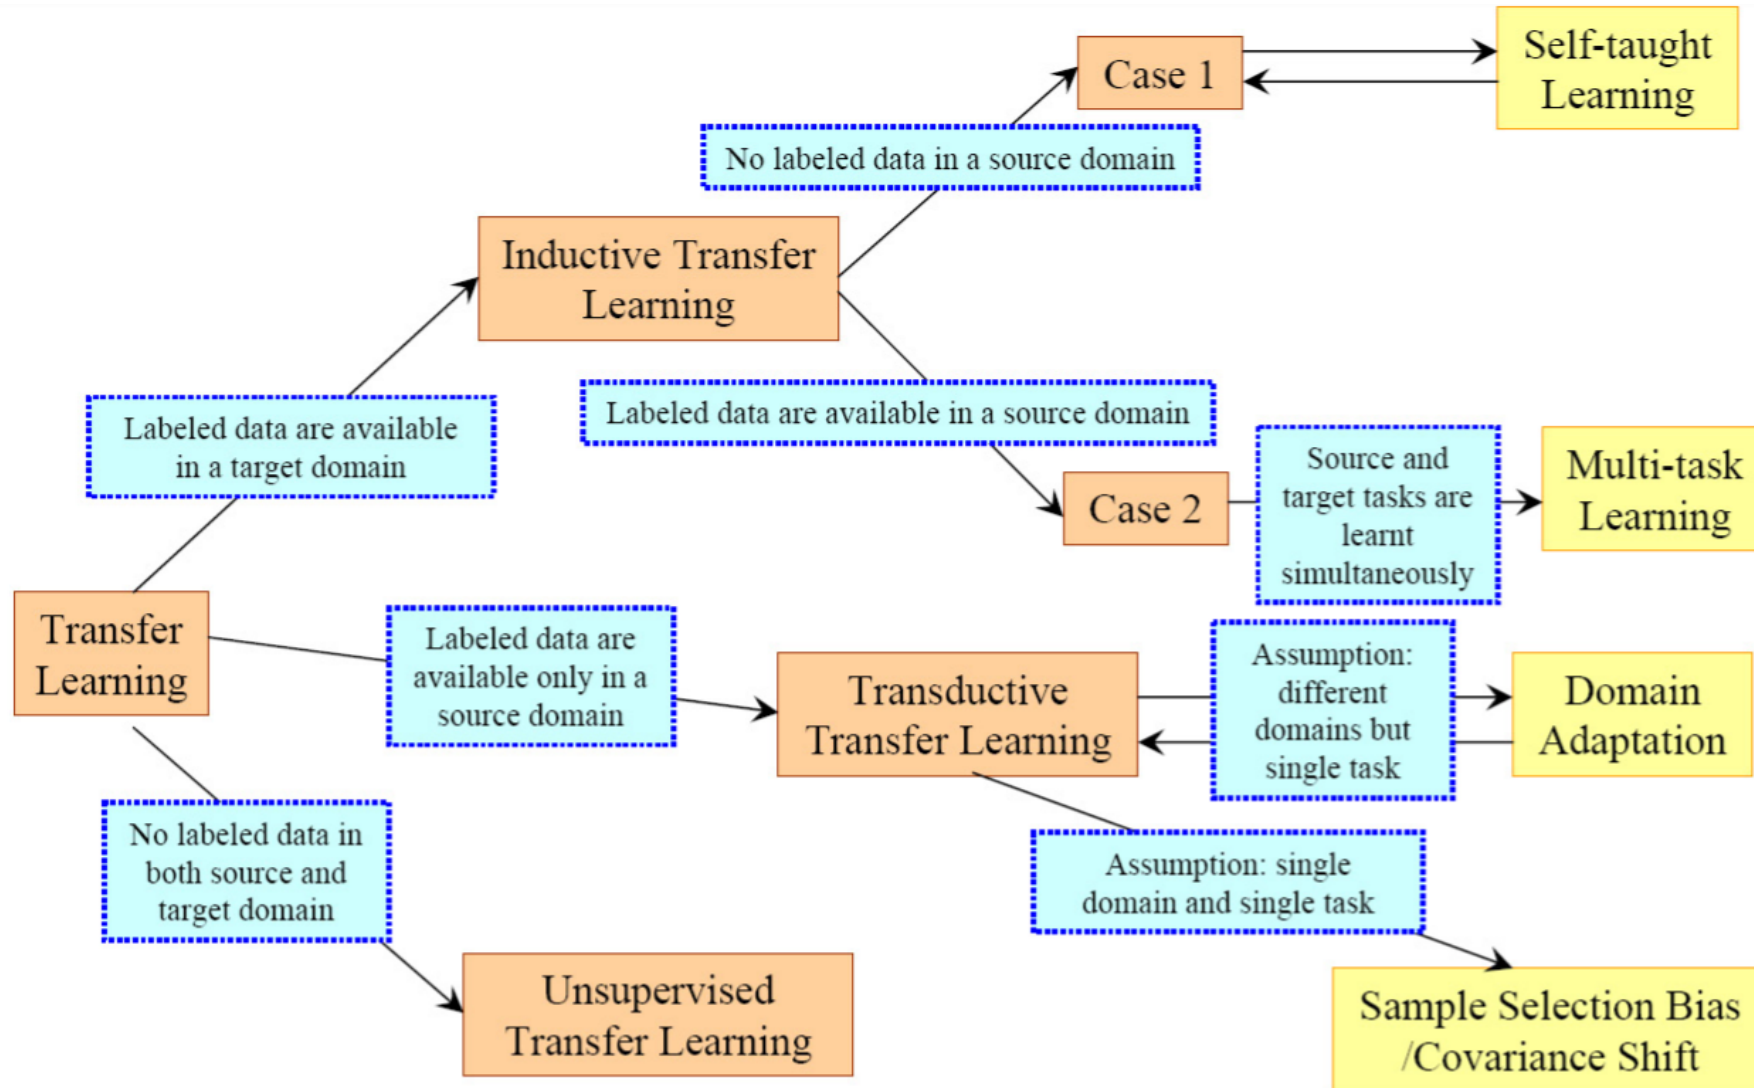 Case 1
Self-taught
Learning
No labeled data in a source domain
Inductive Transfer
Learning
Labeled data are available
in a target domain
Labeled data are available in a source domain
Case 2
Source and
target tasks are
learnt
simultaneously
Multi-task
Learning
Transfer
Learning
Labeled data are
available only in a
source domain
Transductive
Transfer Learning
Assumption:
different
domains but
single task
Domain
Adaptation
No labeled data in
both source and
target domain
Assumption: single
domain and single task
Unsupervised
Transfer Learning
Sample Selection Bias
/Covariance Shift